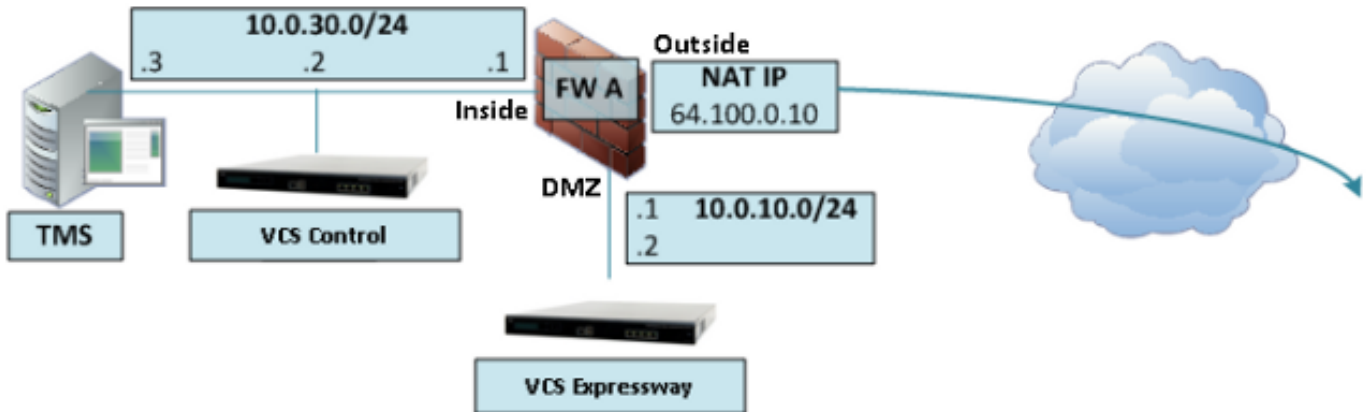 10.0.30.0/24
.3 .2 .1
Outside
FW A
NAT IP
64.100.0.10
Inside
DMZ
.1 10.0.10.0/24
.2
TMS
VCS Control
VCS Expressway